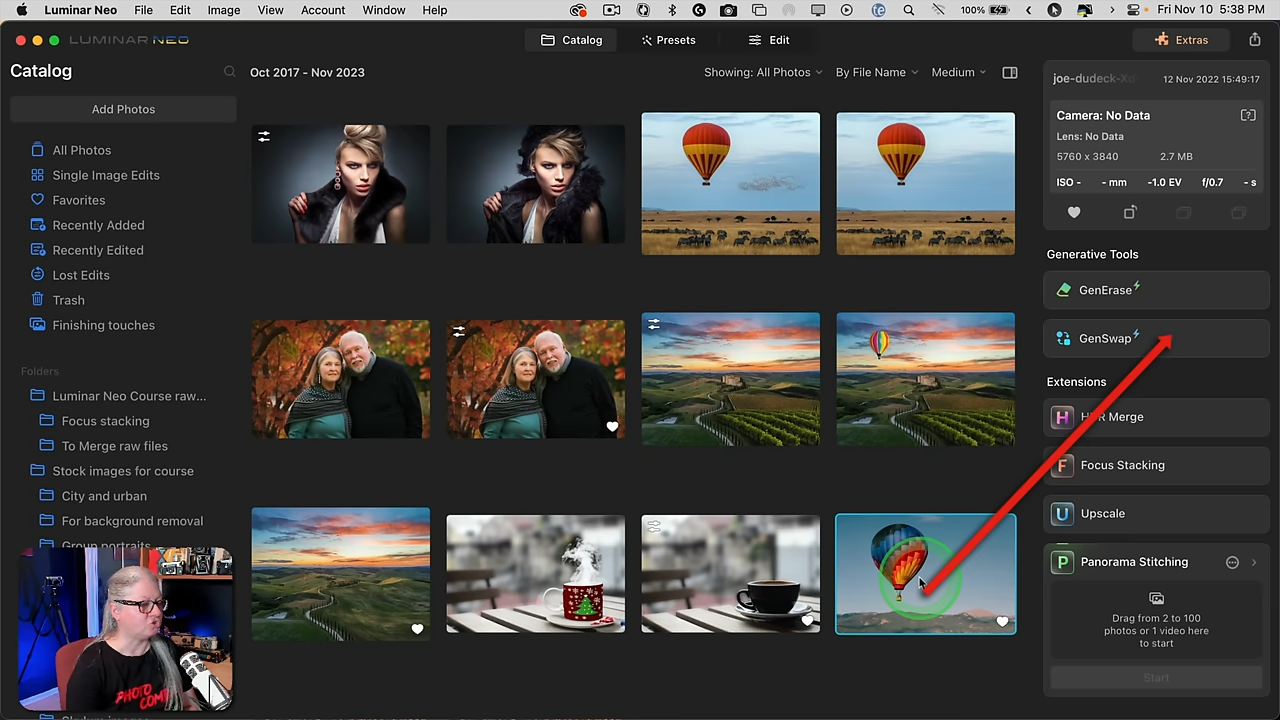 Luminar Neo File Edit Image View Account Window Help 100% Fri Nov 10 5:38 PM
LUMINAR NEO
Catalog Presets Edit
Extras
Catalog
Oct 2017 - Nov 2023
Showing: All Photos By File Name Medium
Add Photos
All Photos
Single Image Edits
Favorites
Recently Added
Recently Edited
Lost Edits
Trash
Finishing touches
Folders
Luminar Neo Course raw...
Focus stacking
To Merge raw files
Stock images for course
City and urban
For background removal
Group portraits
PHOTO
joe-dudeck-Xd 12 Nov 2022 15:49:17
Camera: No Data
Lens: No Data
5760 x 3840 2.7 MB
ISO - - mm -1.0 EV f/0.7 - s
Generative Tools
GenErase
GenSwap
Extensions
H HDR Merge
F Focus Stacking
U Upscale
P Panorama Stitching
Drag from 2 to 100
photos or 1 video here
to start
Start